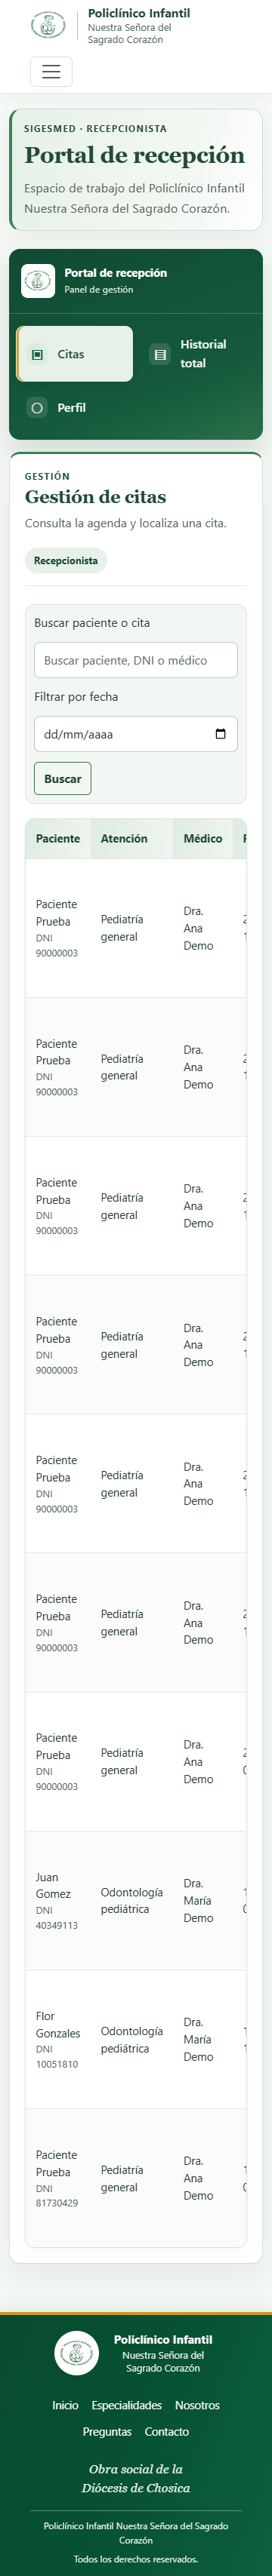 Policlínico Infantil
Nuestra Señora del
Sagrado Corazón
SIGESMED · RECEPCIONISTA
Portal de recepción
Espacio de trabajo del Policlínico Infantil
Nuestra Señora del Sagrado Corazón.
Portal de recepción
Panel de gestión
Citas
Historial
total
Perfil
GESTIÓN
Gestión de citas
Consulta la agenda y localiza una cita.
Recepcionista
Buscar paciente o cita
Buscar paciente, DNI o médico
Filtrar por fecha
dd/mm/aaaa
Buscar
Paciente Atención Médico
Paciente
Prueba
DNI
90000003
Pediatría
general
Dra.
Ana
Demo
Paciente
Prueba
DNI
90000003
Pediatría
general
Dra.
Ana
Demo
Paciente
Prueba
DNI
90000003
Pediatría
general
Dra.
Ana
Demo
Paciente
Prueba
DNI
90000003
Pediatría
general
Dra.
Ana
Demo
Paciente
Prueba
DNI
90000003
Pediatría
general
Dra.
Ana
Demo
Paciente
Prueba
DNI
90000003
Pediatría
general
Dra.
Ana
Demo
Paciente
Prueba
DNI
90000003
Pediatría
general
Dra.
Ana
Demo
Juan
Gomez
DNI
40349113
Odontología
pediátrica
Dra.
María
Demo
Flor
Gonzales
DNI
10051810
Odontología
pediátrica
Dra.
María
Demo
Paciente
Prueba
DNI
81730429
Pediatría
general
Dra.
Ana
Demo
Policlínico Infantil
Nuestra Señora del
Sagrado Corazón
Inicio Especialidades Nosotros
Preguntas Contacto
Obra social de la
Diócesis de Chosica
Policlínico Infantil Nuestra Señora del Sagrado
Corazón
Todos los derechos reservados.